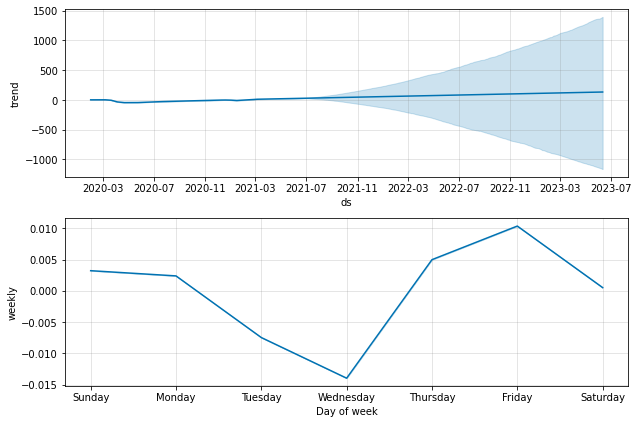 1500
1000
500
0
−500
−1000
trend
2020-03 2020-07 2020-11 2021-03 2021-07 2021-11 2022-03 2022-07 2022-11 2023-03 2023-07
ds
0.010
0.005
0.000
−0.005
−0.010
−0.015
weekly
Sunday Monday Tuesday Wednesday Thursday Friday Saturday
Day of week